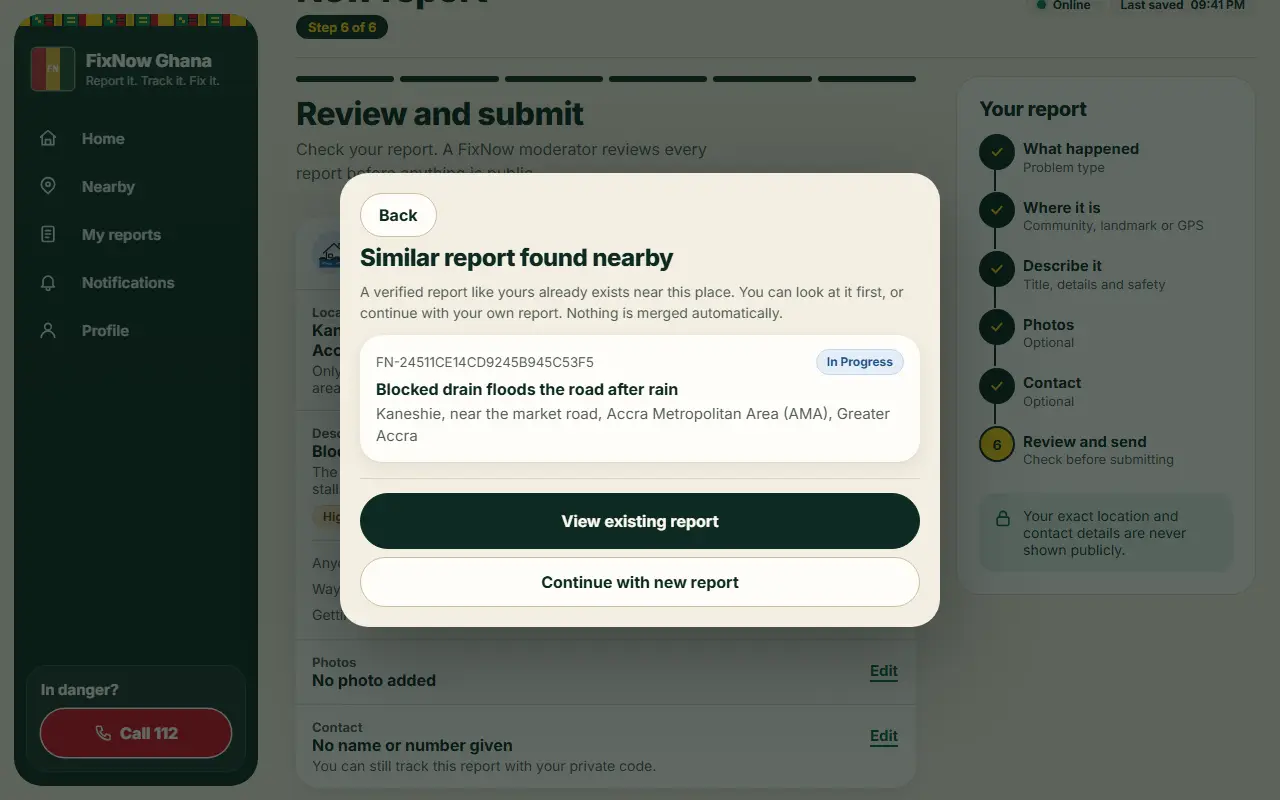 FN
FixNow Ghana
Report it. Track it. Fix it.
Home
Nearby
My reports
Notifications
Profile
In danger?
Call 112
New report
Online
Last saved 09:41 PM
Step 6 of 6
Review and submit
Check your report. A FixNow moderator reviews every
report before anything is public.
Back
Similar report found nearby
A verified report like yours already exists near this place. You can look at it first, or
continue with your own report. Nothing is merged automatically.
FN-24511CE14CD9245B945C53F5
In Progress
Blocked drain floods the road after rain
Kaneshie, near the market road, Accra Metropolitan Area (AMA), Greater
Accra
View existing report
Continue with new report
Photos
No photo added
Edit
Contact
No name or number given
Edit
You can still track this report with your private code.
Your report
What happened
Problem type
Where it is
Community, landmark or GPS
Describe it
Title, details and safety
Photos
Optional
Contact
Optional
6
Review and send
Check before submitting
Your exact location and
contact details are never
shown publicly.